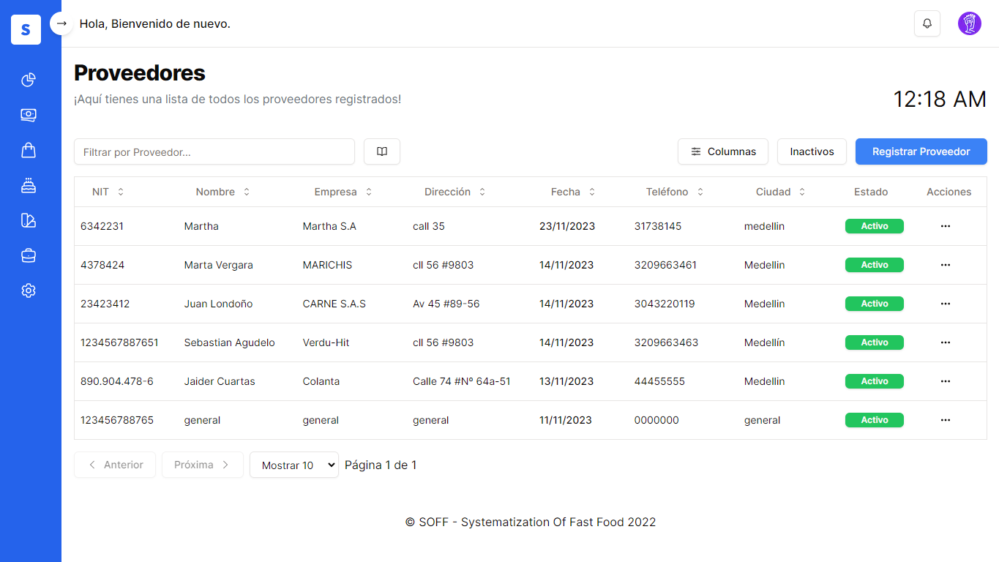 S
Hola, Bienvenido de nuevo.
Proveedores
¡Aquí tienes una lista de todos los proveedores registrados!
12:18 AM
Filtrar por Proveedor...
Columnas
Inactivos
Registrar Proveedor
NIT Nombre Empresa Dirección Fecha Teléfono Ciudad Estado Acciones
6342231 Martha Martha S.A call 35 23/11/2023 31738145 medellin Activo
4378424 Marta Vergara MARICHIS cll 56 #9803 14/11/2023 3209663461 Medellin Activo
23423412 Juan Londoño CARNE S.A.S Av 45 #89-56 14/11/2023 3043220119 Medellin Activo
1234567887651 Sebastian Agudelo Verdu-Hit cll 56 #9803 14/11/2023 3209663463 Medellín Activo
890.904.478-6 Jaider Cuartas Colanta Calle 74 #Nº 64a-51 13/11/2023 44455555 Medellin Activo
123456788765 general general general 11/11/2023 0000000 general Activo
Anterior Próxima Mostrar 10 Página 1 de 1
© SOFF - Systematization Of Fast Food 2022